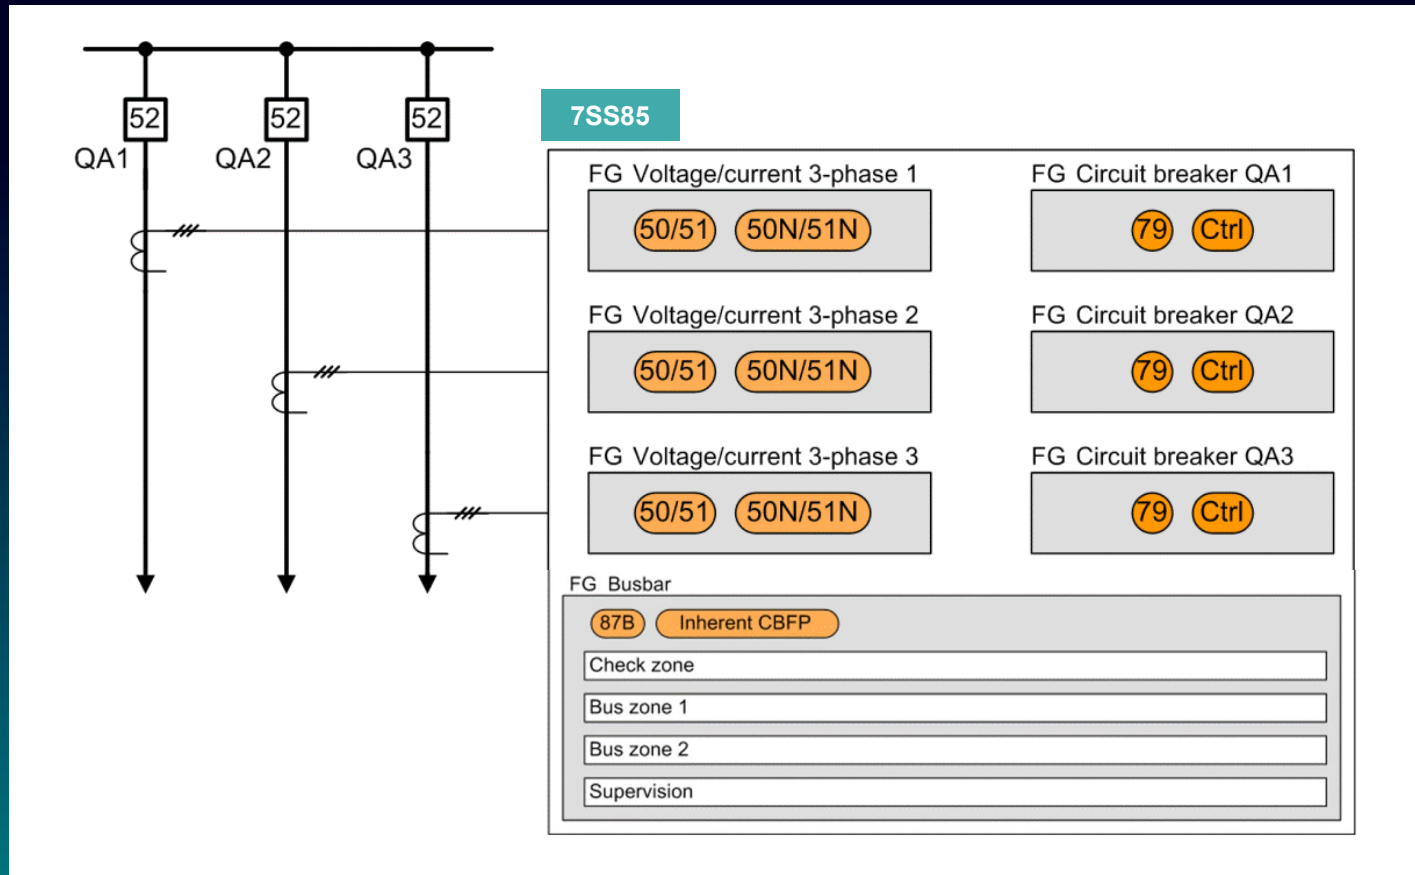 52
52
52
QA1
QA2
QA3
7SS85
FG Voltage/current 3-phase 1
50/51
50N/51N
FG Circuit breaker QA1
79
Ctrl
FG Voltage/current 3-phase 2
50/51
50N/51N
FG Circuit breaker QA2
79
Ctrl
FG Voltage/current 3-phase 3
50/51
50N/51N
FG Circuit breaker QA3
79
Ctrl
FG Busbar
87B
Inherent CBFP
Check zone
Bus zone 1
Bus zone 2
Supervision